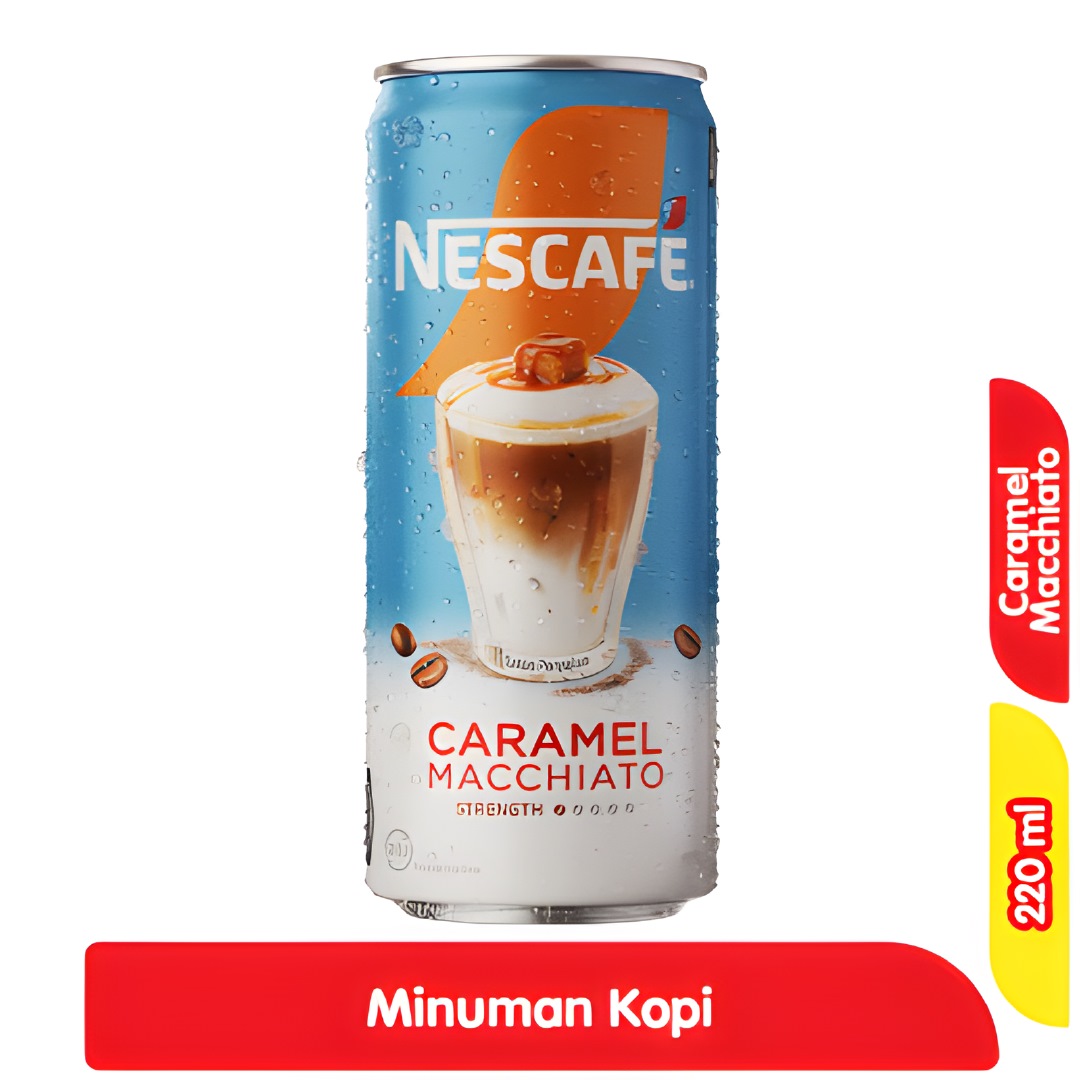 NESCAFÉ
CARAMEL
MACCHIATO
STRENGTH
Caramel
Macchiato
220 ml
Minuman Kopi